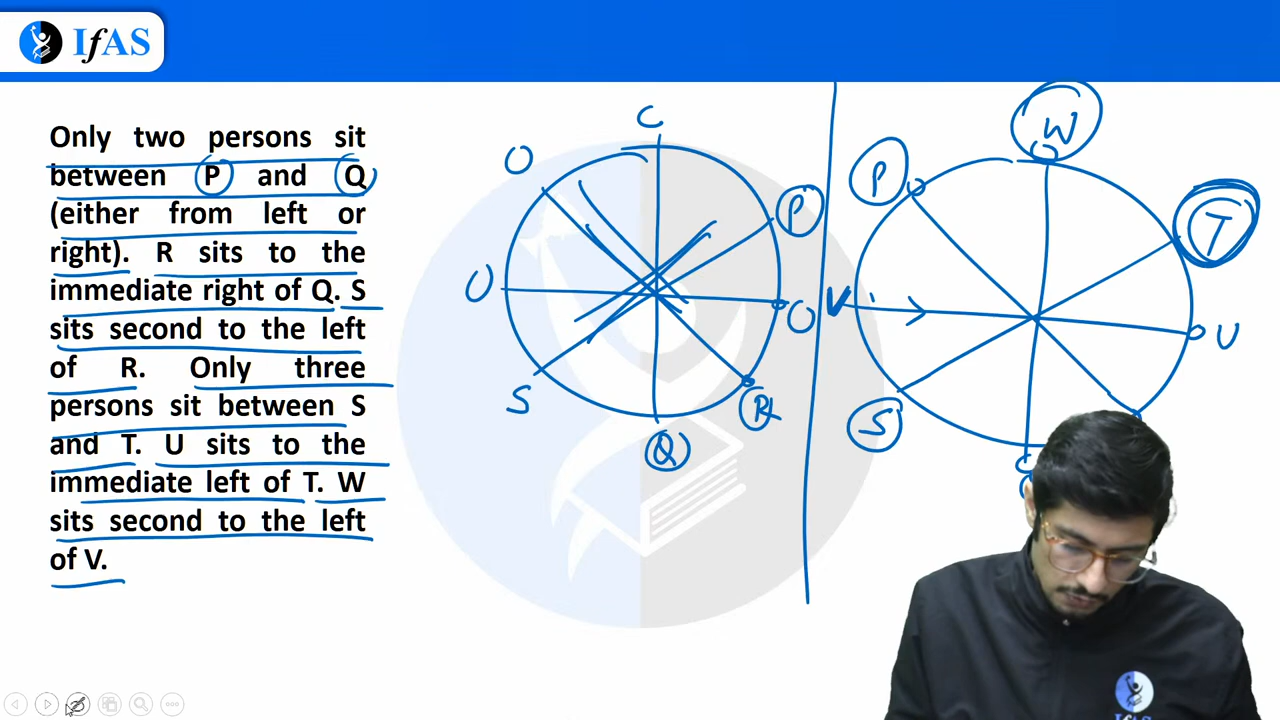 IfAS
Only two persons sit
between P and Q
(either from left or
right). R sits to the
immediate right of Q. S
sits second to the left
of R. Only three
persons sit between S
and T. U sits to the
immediate left of T. W
sits second to the left
of V.
C
P
R
Q
S
W
P
T
V
U
S